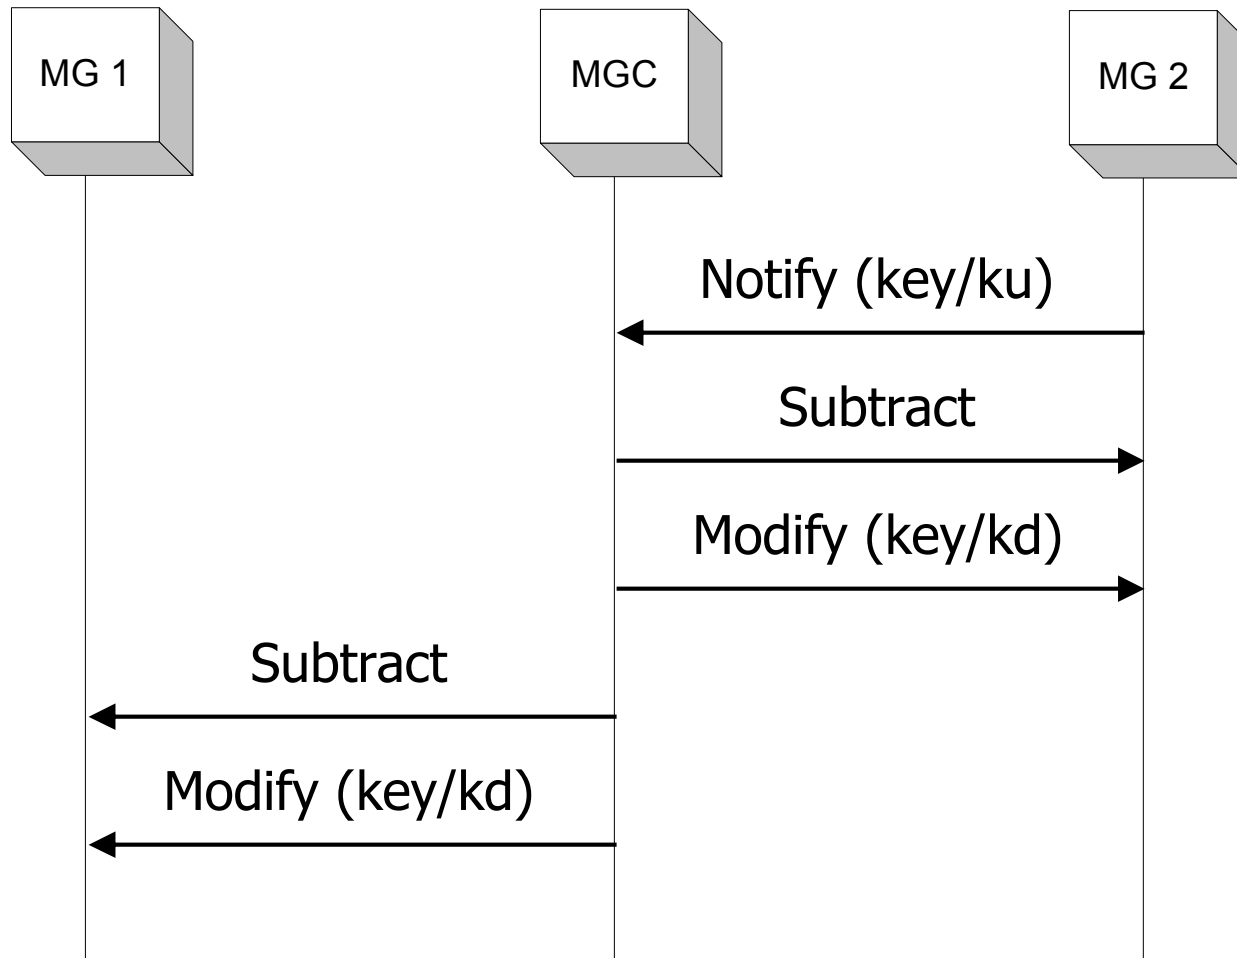 MG 1
MGC
MG 2
Notify (key/ku)
Subtract
Modify (key/kd)
Subtract
Modify (key/kd)